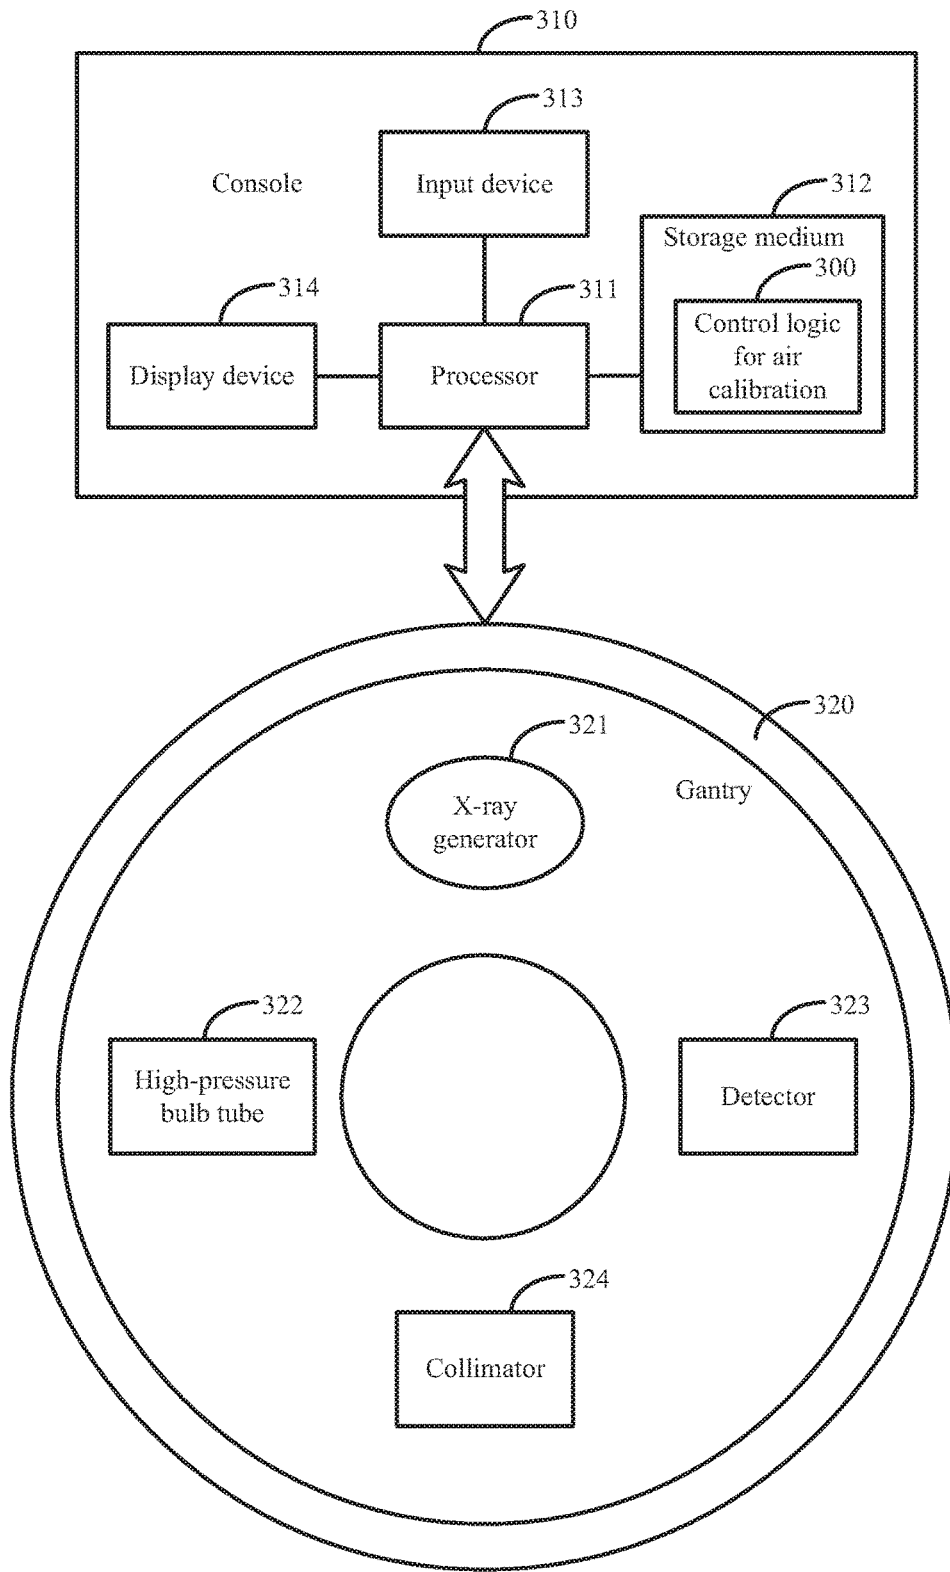 310
313
Console
Input device
312
Storage medium
314
311
300
Display device
Processor
Control logic
for air
calibration
320
321
Gantry
X-ray
generator
322
323
High-pressure
bulb tube
Detector
324
Collimator